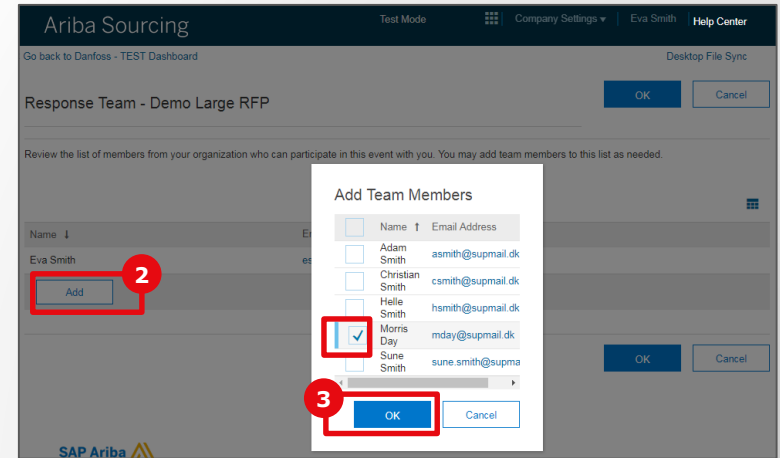 Ariba Sourcing
Test Mode
Company Settings
Eva Smith
Help Center
Go back to Danfoss - TEST Dashboard
Desktop File Sync
Response Team - Demo Large RFP
OK
Cancel
Review the list of members from your organization who can participate in this event with you. You may add team members to this list as needed.
Name ↓
Eva Smith
2
Add
Add Team Members
Name ↑ Email Address
Adam Smith asmith@supmail.dk
Christian Smith csmith@supmail.dk
Helle Smith hsmith@supmail.dk
Morris Day mday@supmail.dk
Sune Smith sune.smith@supma
3
OK
Cancel
OK
Cancel
SAP Ariba